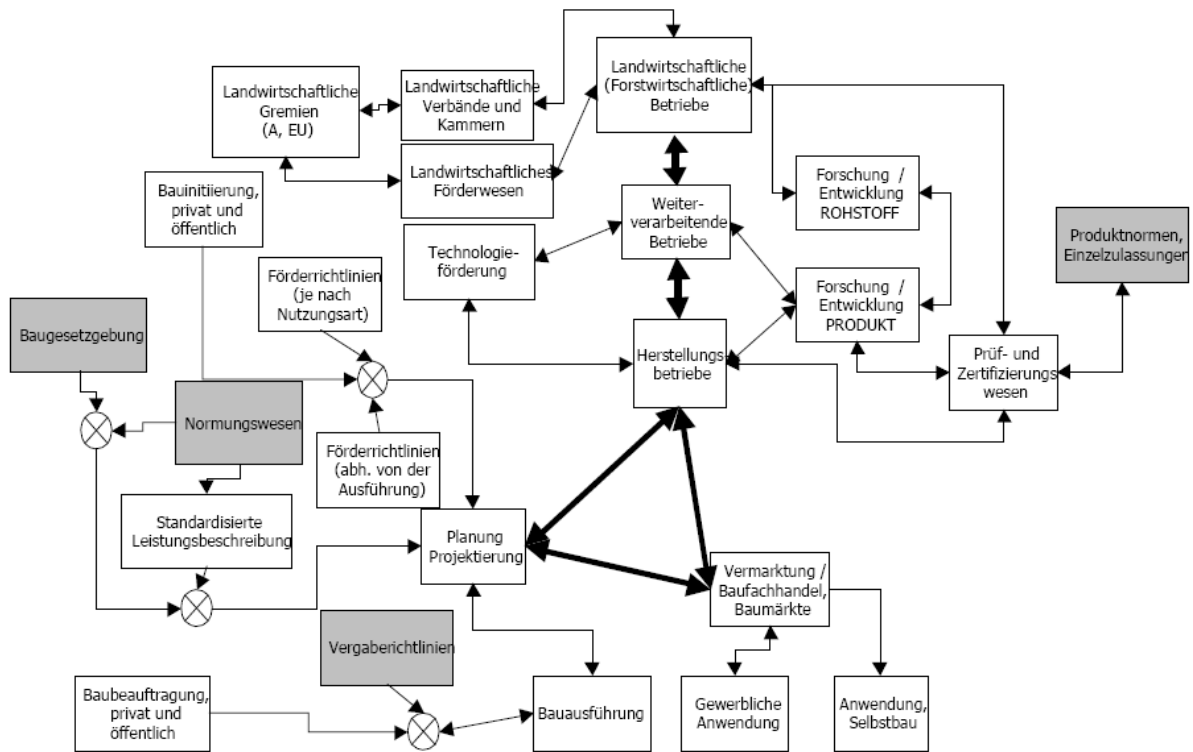 Landwirtschaftliche
(Forstwirtschaftliche)
Betriebe
Landwirtschaftliche
Verbände und
Kammern
Landwirtschaftliche
Gremien
(A, EU)
Landwirtschaftliches
Förderwesen
Bauinitiierung,
privat und
öffentlich
Weiter-
verarbeitende
Betriebe
Forschung /
Entwicklung
ROHSTOFF
Produktnormen,
Einzelzulassungen
Technologie-
förderung
Förderrichtlinien
(je nach
Nutzungsart)
Forschung /
Entwicklung
PRODUKT
Baugesetzgebung
Herstellungs-
betriebe
Prüf- und
Zertifizierungs
wesen
Normungswesen
Förderrichtlinien
(abh. von der
Ausführung)
Standardisierte
Leistungsbeschreibung
Planung
Projektierung
Vermarktung /
Baufachhandel,
Baumärkte
Vergaberichtlinien
Baubeauftragung,
privat und
öffentlich
Bauausführung
Gewerbliche
Anwendung
Anwendung,
Selbstbau